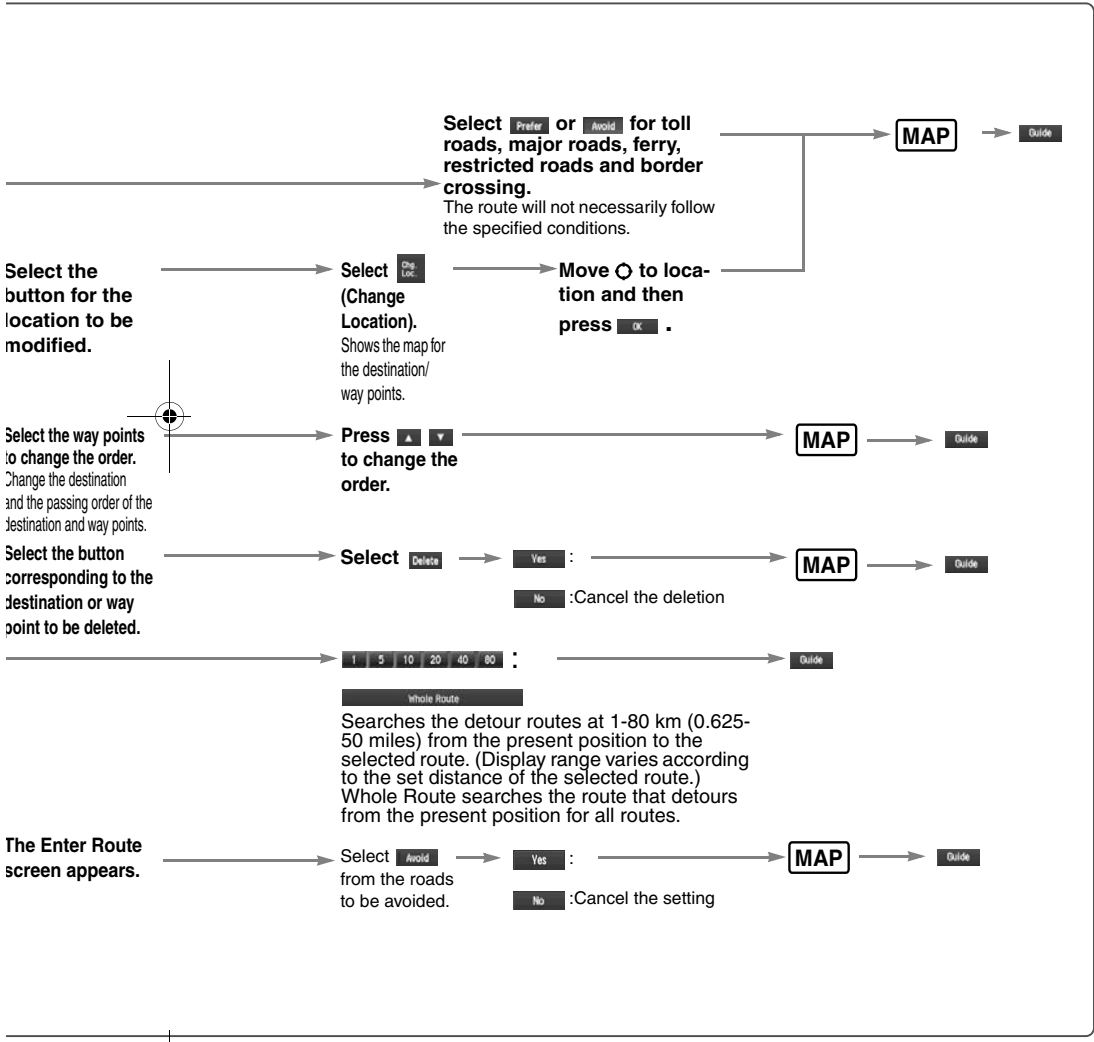 Select Prefer or Avoid for toll
roads, major roads, ferry,
restricted roads and border
crossing.
The route will not necessarily follow
the specified conditions.
MAP
Guide
Select the
button for the
location to be
modified.
Select Chg. Loc.
(Change
Location).
Shows the map for
the destination/
way points.
Move to loca-
tion and then
press OK .
Select the way points
to change the order.
Change the destination
and the passing order of the
destination and way points.
Press ▲ ▼
to change the
order.
MAP
Guide
Select the button
corresponding to the
destination or way
point to be deleted.
Select Delete
Yes :
No :Cancel the deletion
MAP
Guide
1 5 10 20 40 80 :
Guide
Whole Route
Searches the detour routes at 1-80 km (0.625-
50 miles) from the present position to the
selected route. (Display range varies according
to the set distance of the selected route.)
Whole Route searches the route that detours
from the present position for all routes.
The Enter Route
screen appears.
Select Avoid
from the roads
to be avoided.
Yes :
No :Cancel the setting
MAP
Guide